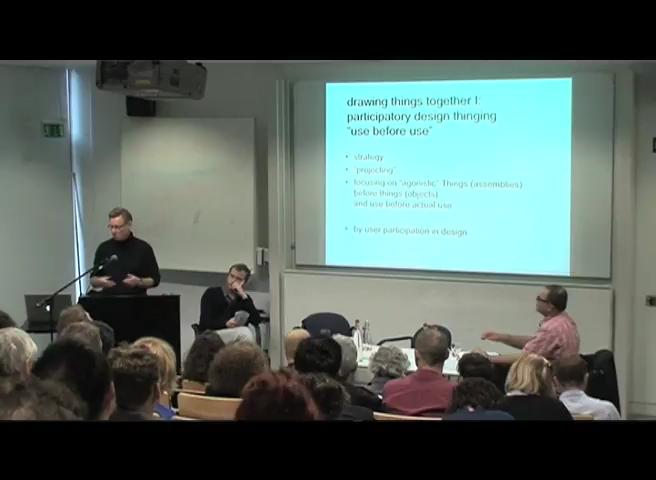 drawing things together I:
participatory design thinging
"use before use"
• strategy
• "projecting"
• focusing on "agonistic" Things (assemblies)
before things (objects)
and use before actual use
• by user participation in design